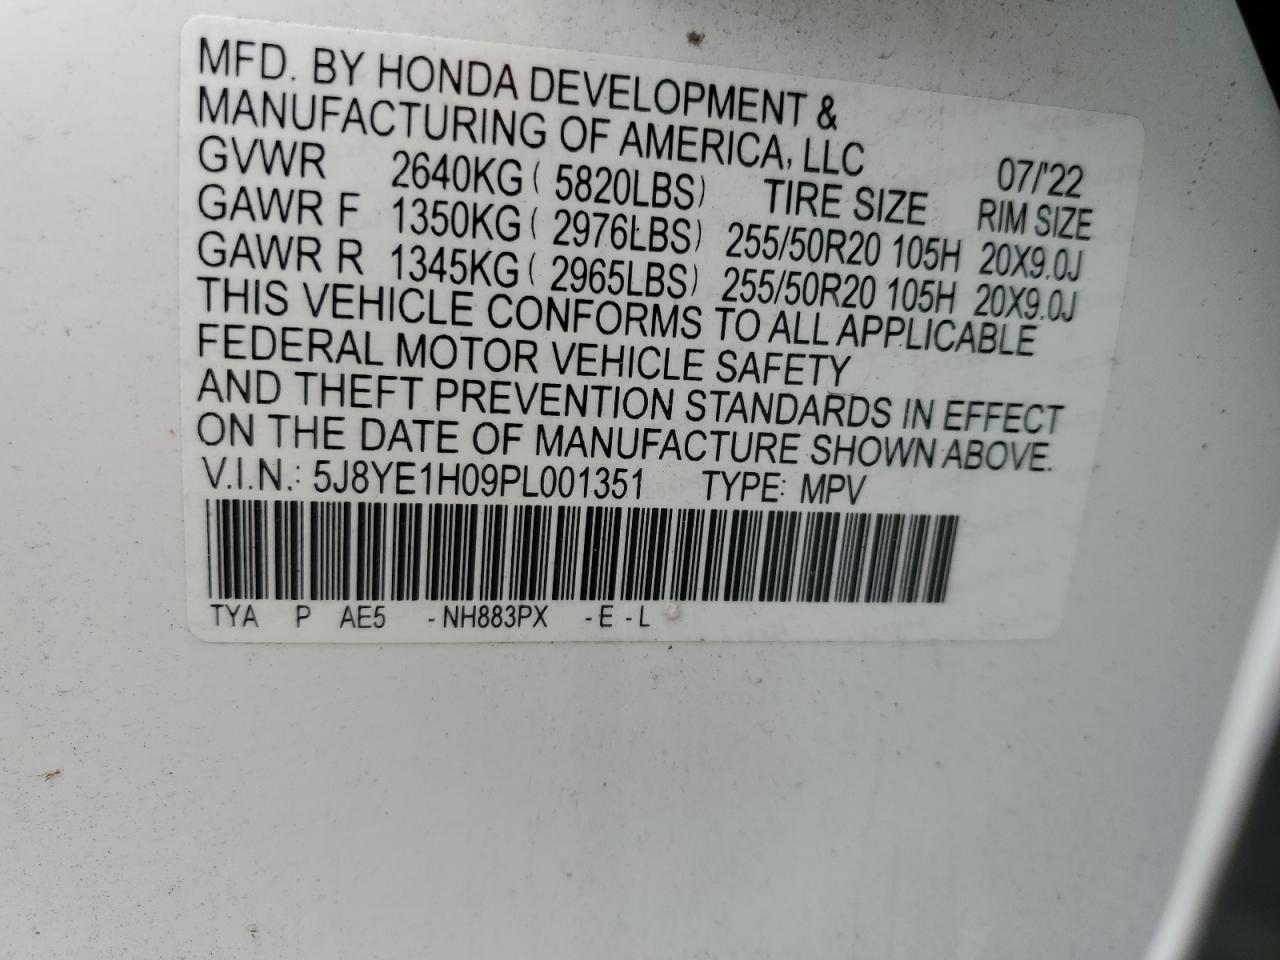 MFD. BY HONDA DEVELOPMENT &
MANUFACTURING OF AMERICA, LLC 07/'22
GVWR 2640KG ( 5820LBS) TIRE SIZE RIM SIZE
GAWR F 1350KG ( 2976LBS) 255/50R20 105H 20X9.0J
GAWR R 1345KG ( 2965LBS) 255/50R20 105H 20X9.0J
THIS VEHICLE CONFORMS TO ALL APPLICABLE
FEDERAL MOTOR VEHICLE SAFETY
AND THEFT PREVENTION STANDARDS IN EFFECT
ON THE DATE OF MANUFACTURE SHOWN ABOVE.
V.I.N.: 5J8YE1H09PL001351 TYPE: MPV
TYA P AE5 - NH883PX - E - L